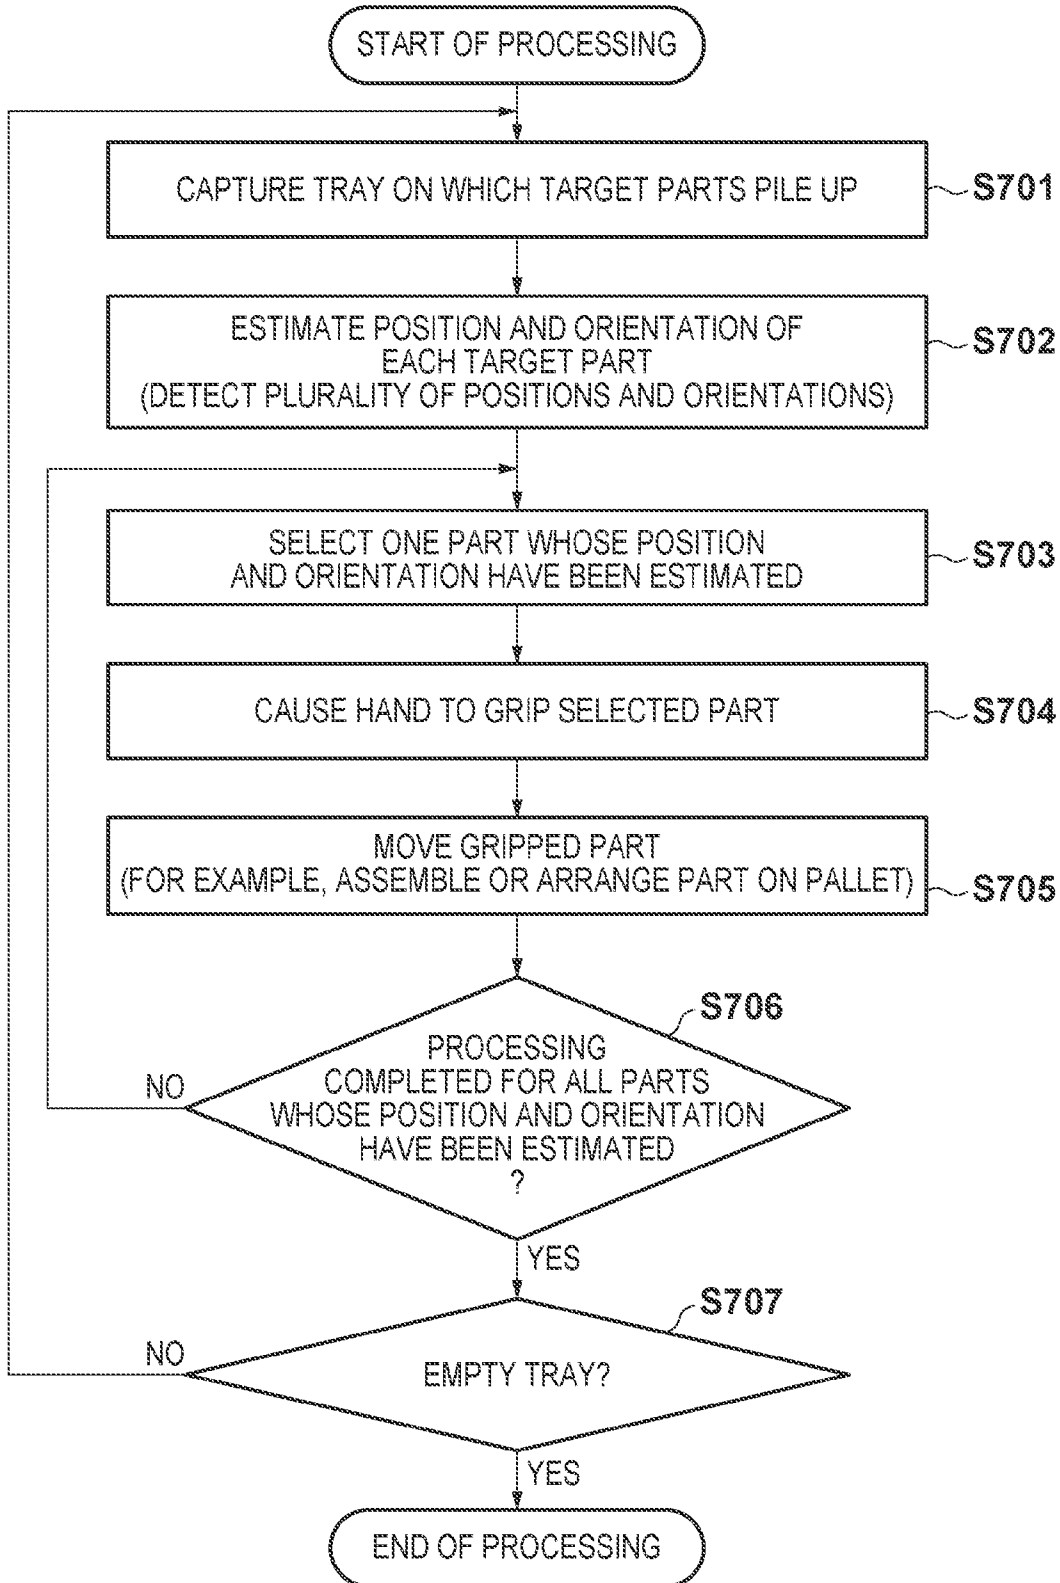 START OF PROCESSING
CAPTURE TRAY ON WHICH TARGET PARTS PILE UP
S701
ESTIMATE POSITION AND ORIENTATION OF
EACH TARGET PART
(DETECT PLURALITY OF POSITIONS AND ORIENTATIONS)
S702
SELECT ONE PART WHOSE POSITION
AND ORIENTATION HAVE BEEN ESTIMATED
S703
CAUSE HAND TO GRIP SELECTED PART
S704
MOVE GRIPPED PART
(FOR EXAMPLE, ASSEMBLE OR ARRANGE PART ON PALLET)
S705
S706
PROCESSING
COMPLETED FOR ALL PARTS
WHOSE POSITION AND ORIENTATION
HAVE BEEN ESTIMATED
?
NO
YES
S707
EMPTY TRAY?
NO
YES
END OF PROCESSING